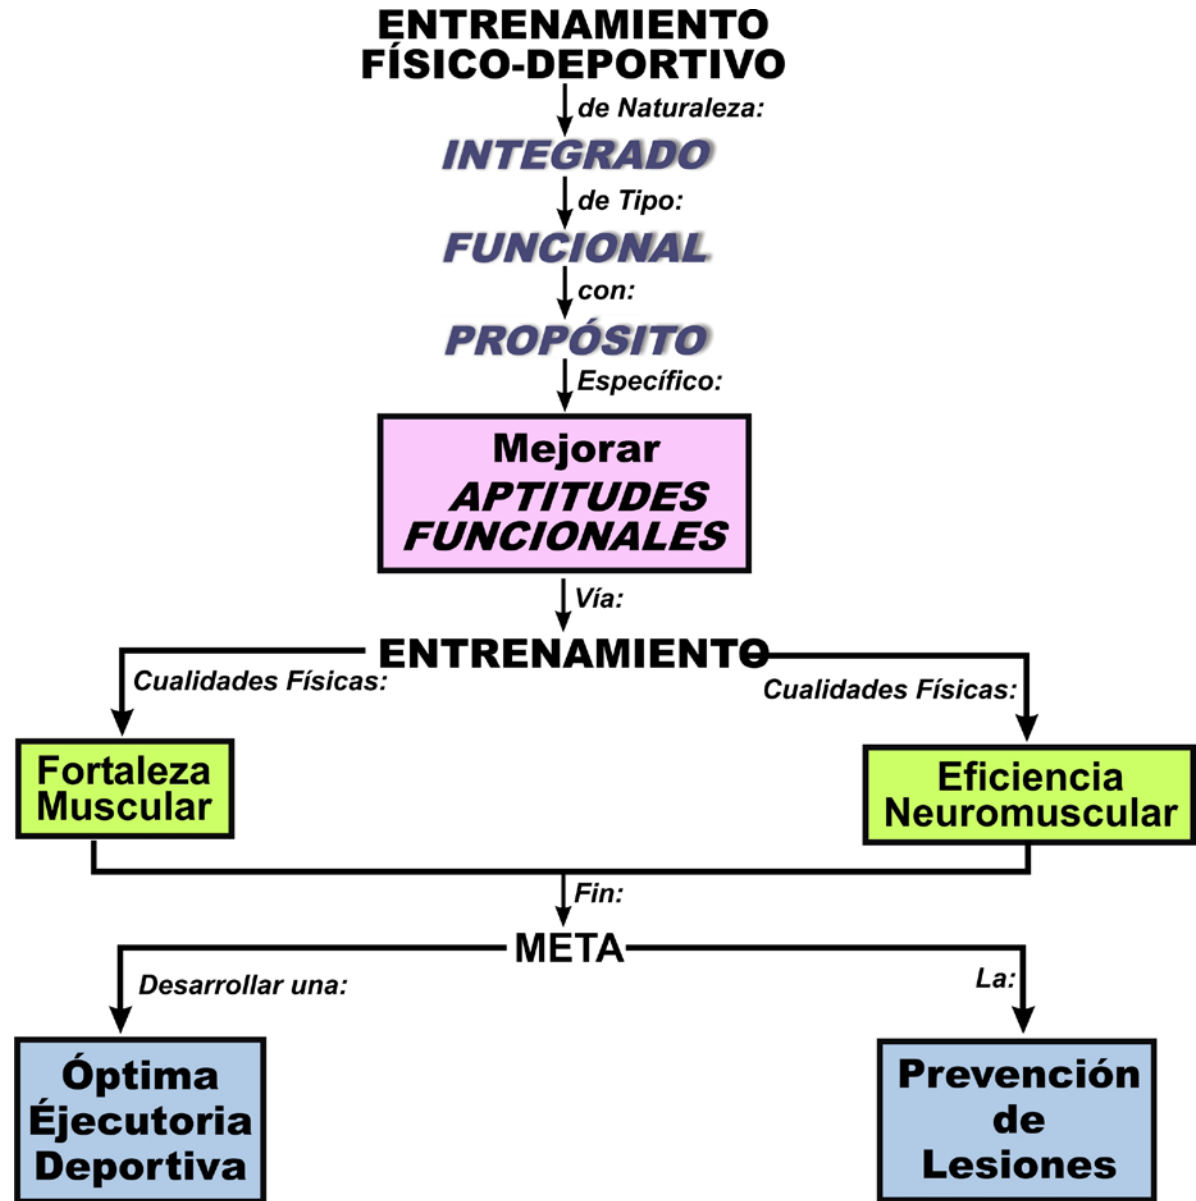 ENTRENAMIENTO
FÍSICO-DEPORTIVO
de Naturaleza:
INTEGRADO
de Tipo:
FUNCIONAL
con:
PROPÓSITO
Específico:
Mejorar
APTITUDES
FUNCIONALES
Vía:
ENTRENAMIENTO
Cualidades Físicas:
Cualidades Físicas:
Fortaleza
Muscular
Eficiencia
Neuromuscular
Fin:
META
Desarrollar una:
La:
Óptima
Éjecutoria
Deportiva
Prevención
de
Lesiones